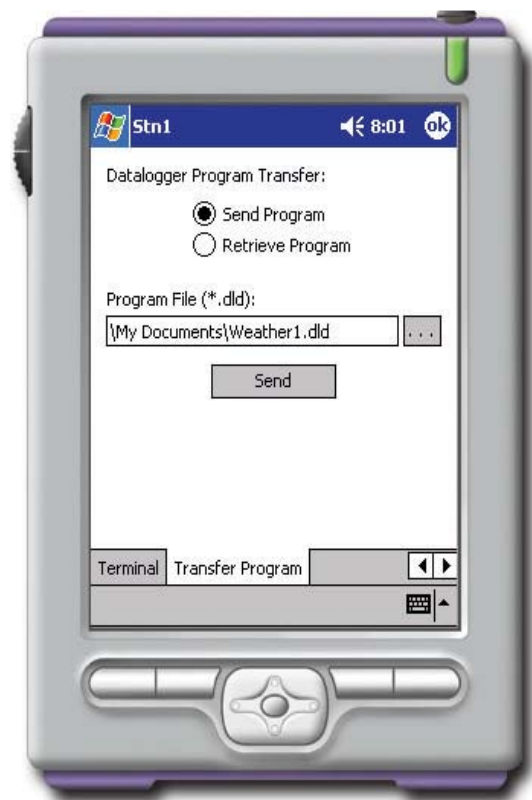 Stn1 8:01 ok
Datalogger Program Transfer:
Send Program
Retrieve Program
Program File (*.dld):
\My Documents\Weather1.dld ...
Send
Terminal Transfer Program